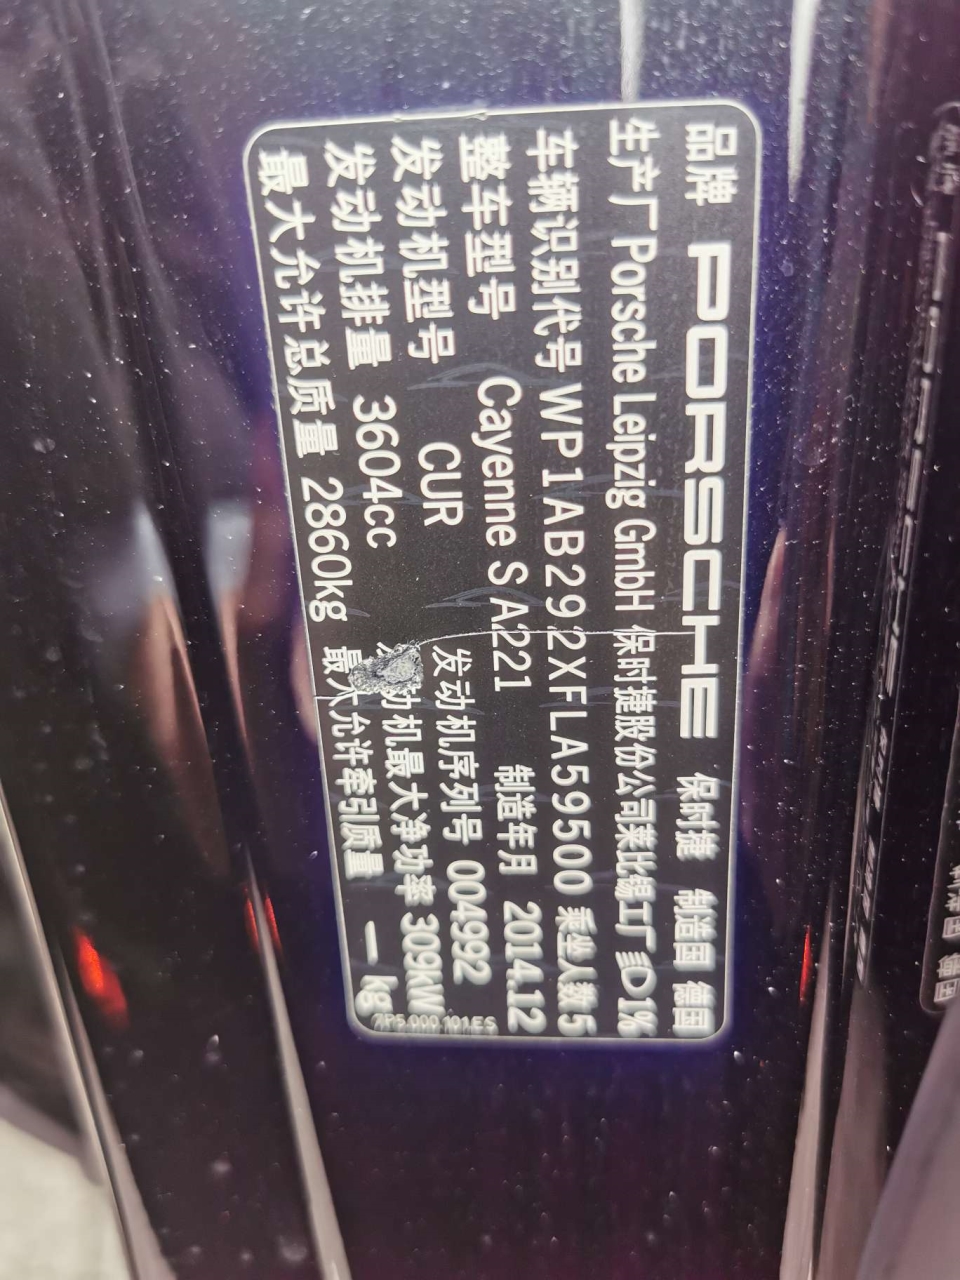 品牌 PORSCHE 保时捷 制造国 德国
生产厂 Porsche Leipzig GmbH 保时捷股份公司莱比锡工厂 1%
车辆识别代号 WP1AB292XFLA59500 乘坐人数 5
整车型号 Cayenne S A221 制造年月 2014.12
发动机型号 CUR 发动机序列号 004992
发动机排量 3604cc 发动机最大净功率 309KW
最大允许总质量 2860kg 最大允许牵引质量 — kg
7P5.000.101.ES